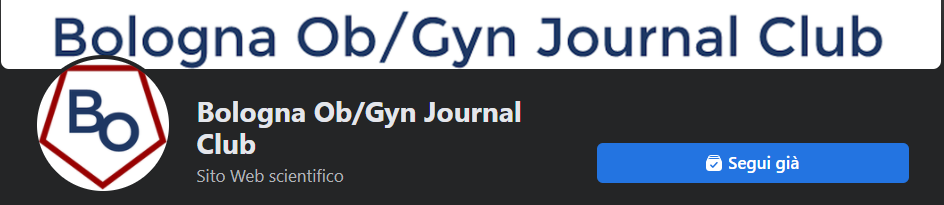 Bologna Ob/Gyn Journal Club
BO
Bologna Ob/Gyn Journal
Club
Sito Web scientifico
Segui già